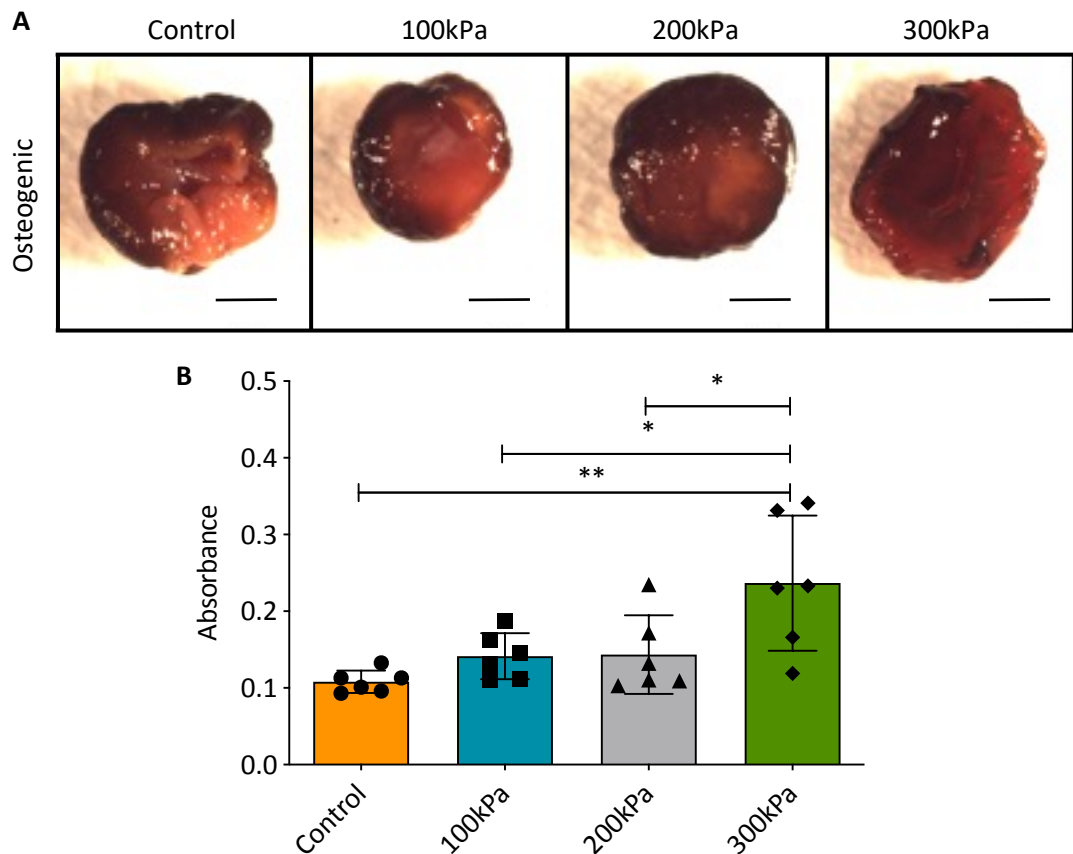 A
Control 100kPa 200kPa 300kPa
Osteogenic
B
0.5
0.4
0.3
0.2
0.1
0.0
Absorbance
*
*
**
Control 100kPa 200kPa 300kPa